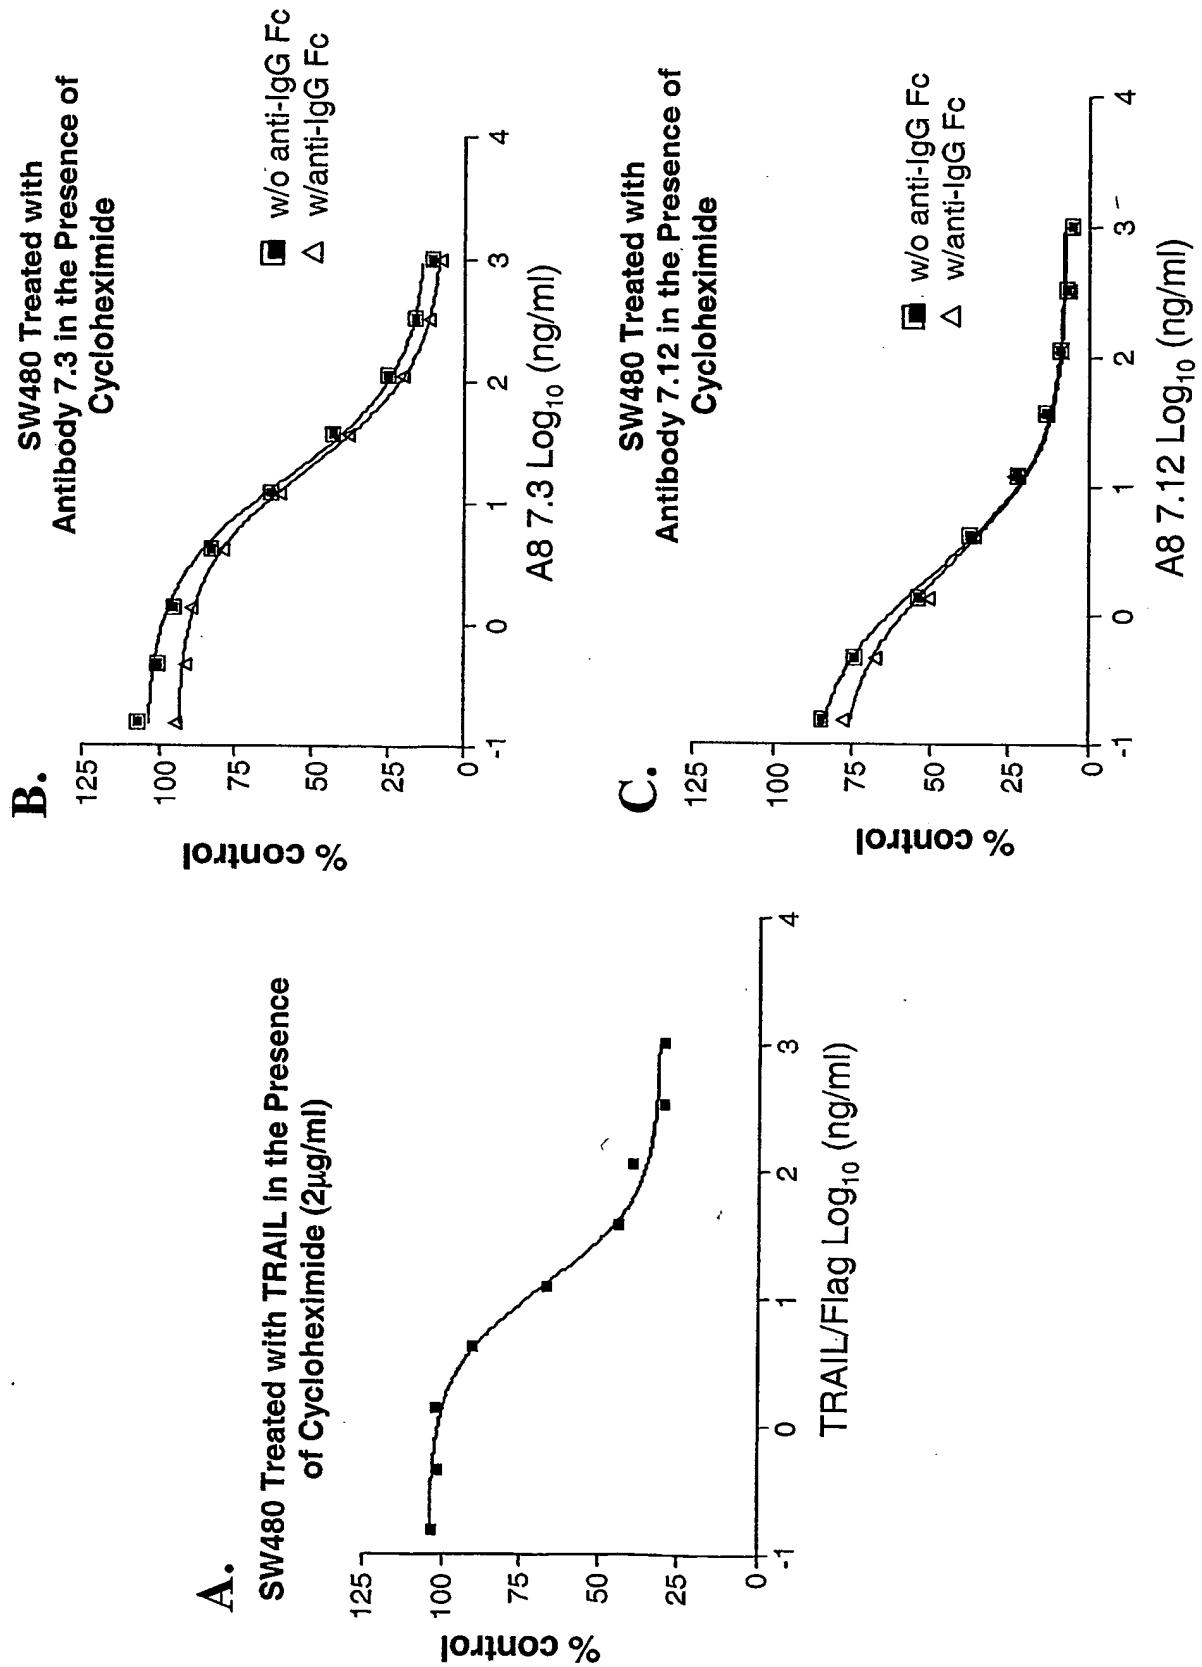 A.
SW480 Treated with TRAIL in the Presence
of Cycloheximide (2µg/ml)
% control
125
100
75
50
25
0
-1
0
1
2
3
4
TRAIL/Flag Log10 (ng/ml)
B.
SW480 Treated with
Antibody 7.3 in the Presence of
Cycloheximide
w/o anti-IgG Fc
w/anti-IgG Fc
% control
125
100
75
50
25
0
-1
0
1
2
3
4
A8 7.3 Log10 (ng/ml)
C.
SW480 Treated with
Antibody 7.12 in the Presence of
Cycloheximide
w/o anti-IgG Fc
w/anti-IgG Fc
% control
125
100
75
50
25
0
-1
0
1
2
3
4
A8 7.12 Log10 (ng/ml)